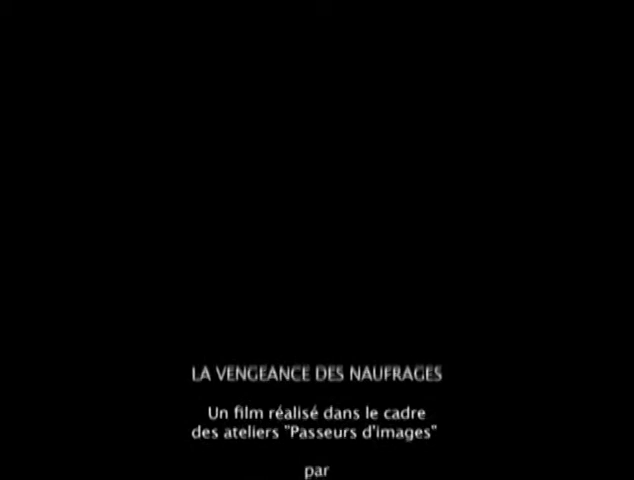 LA VENGEANCE DES NAUFRAGES
Un film réalisé dans le cadre
des ateliers "Passeurs d'images"
par